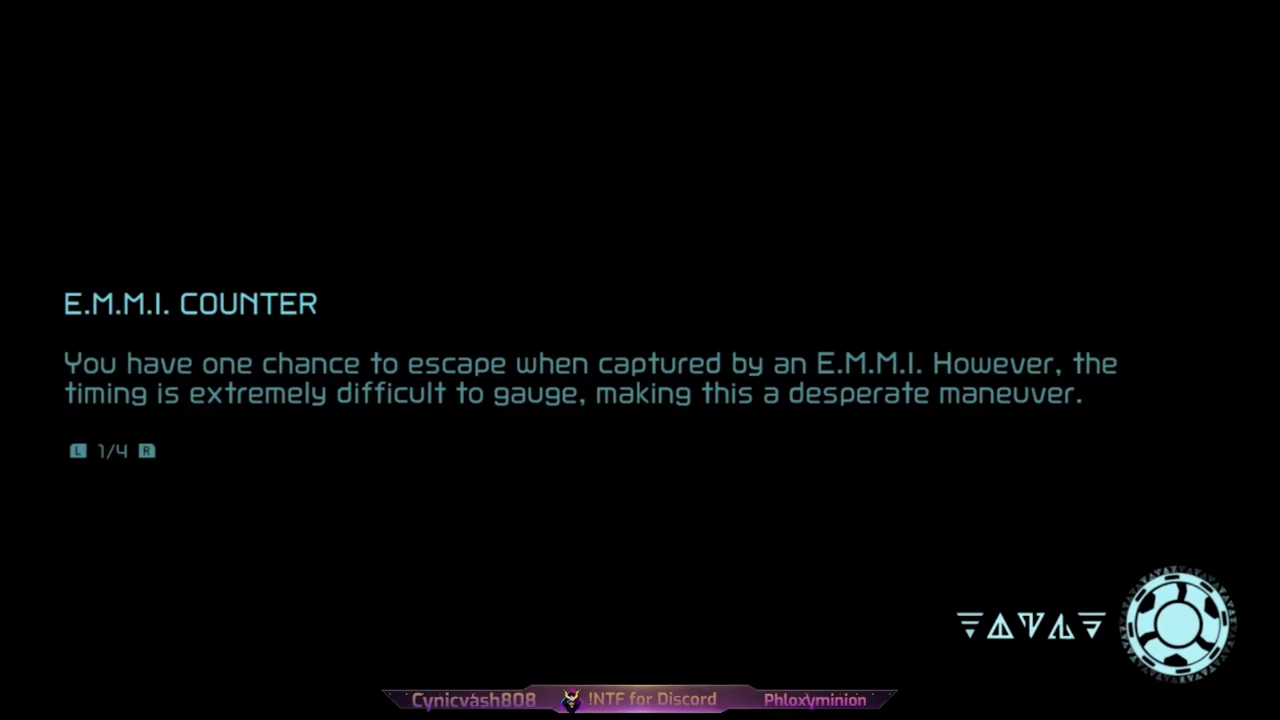 E.M.M.I. COUNTER
You have one chance to escape when captured by an E.M.M.I. However, the
timing is extremely difficult to gauge, making this a desperate maneuver.
L 1/4 R
Cynicvash808 !NTF for Discord Phloxyminion